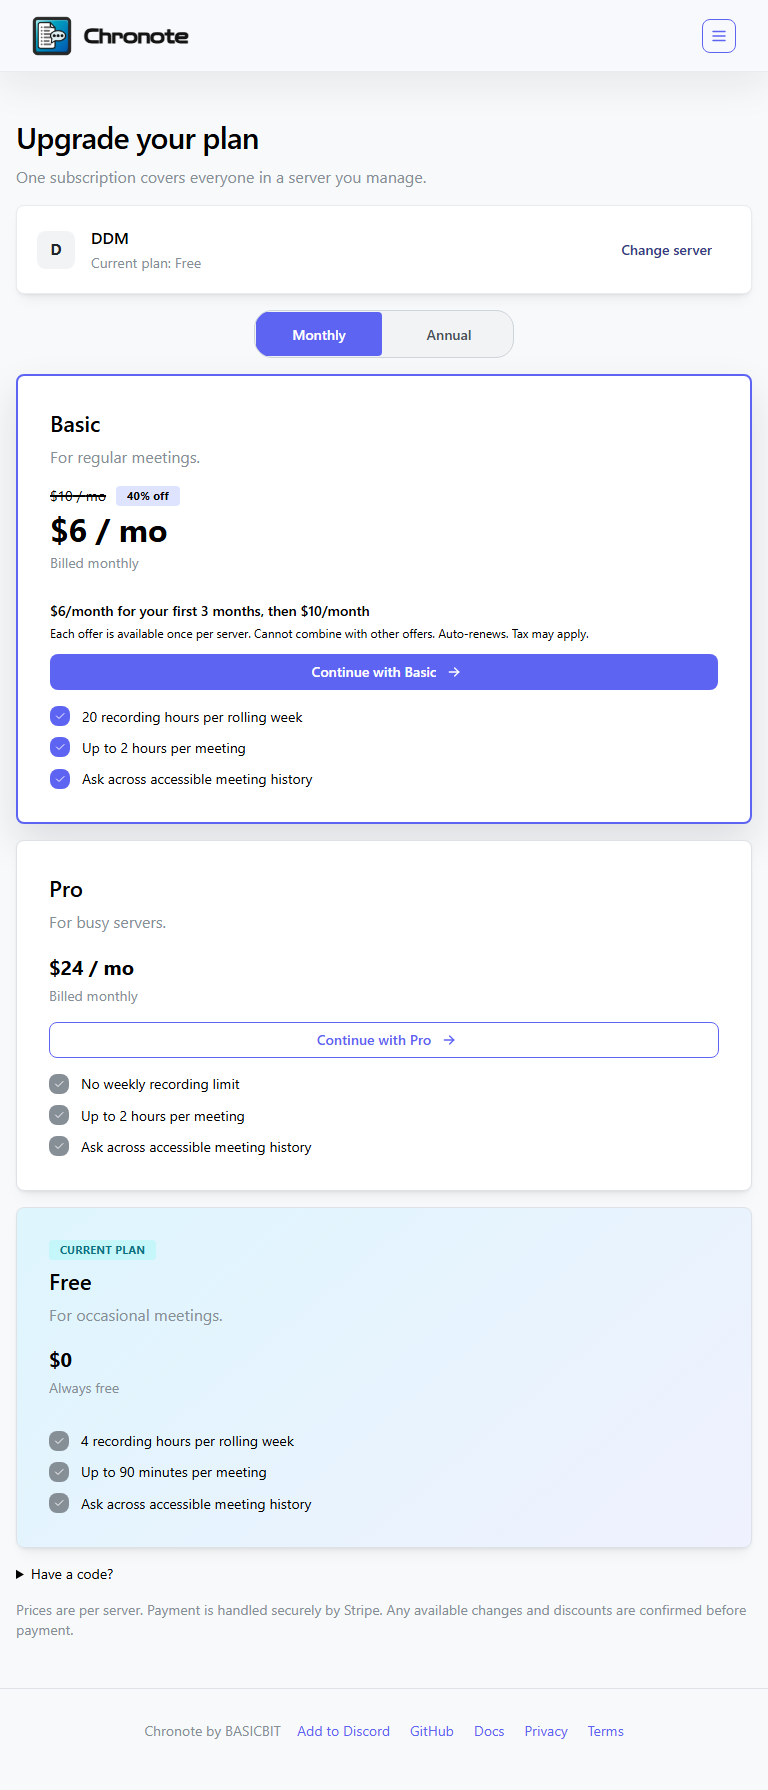 Chronote
Upgrade your plan
One subscription covers everyone in a server you manage.
D
DDM
Current plan: Free
Change server
Monthly
Annual
Basic
For regular meetings.
$10 / mo
40% off
$6 / mo
Billed monthly
$6/month for your first 3 months, then $10/month
Each offer is available once per server. Cannot combine with other offers. Auto-renews. Tax may apply.
Continue with Basic →
20 recording hours per rolling week
Up to 2 hours per meeting
Ask across accessible meeting history
Pro
For busy servers.
$24 / mo
Billed monthly
Continue with Pro →
No weekly recording limit
Up to 2 hours per meeting
Ask across accessible meeting history
CURRENT PLAN
Free
For occasional meetings.
$0
Always free
4 recording hours per rolling week
Up to 90 minutes per meeting
Ask across accessible meeting history
Have a code?
Prices are per server. Payment is handled securely by Stripe. Any available changes and discounts are confirmed before
payment.
Chronote by BASICBIT Add to Discord GitHub Docs Privacy Terms